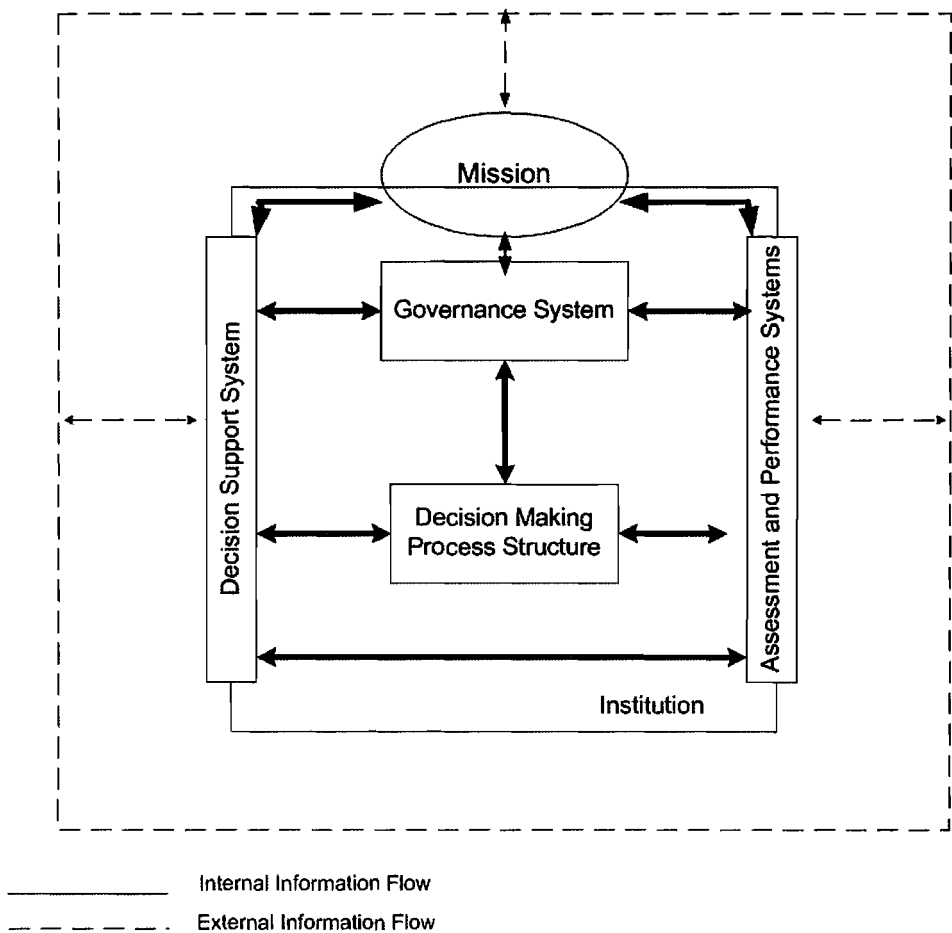 Mission
Governance System
Decision Support System
Assessment and Performance Systems
Decision Making
Process Structure
Institution
Internal Information Flow
External Information Flow